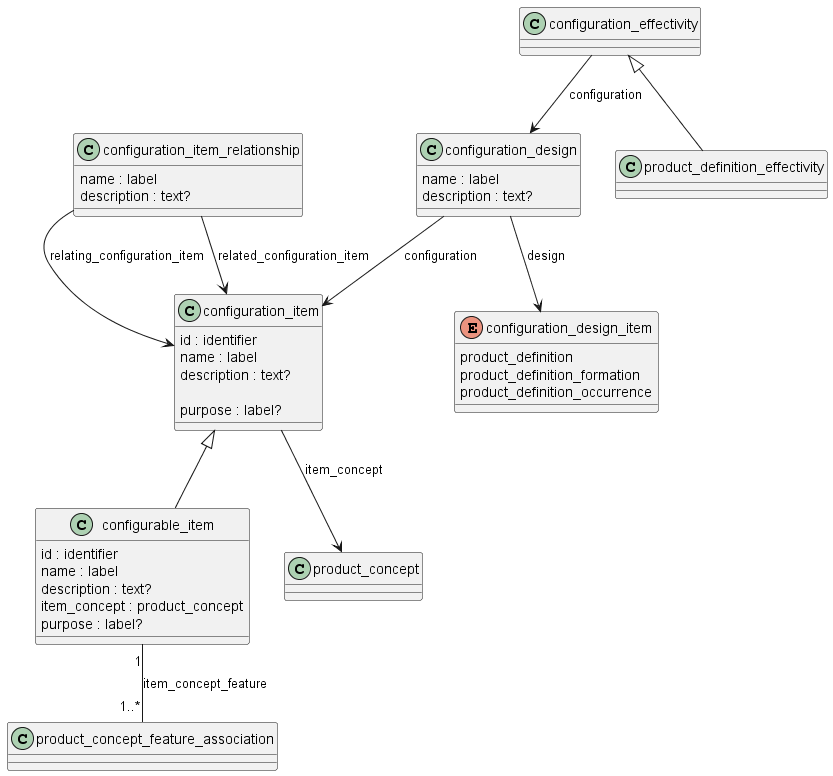 C configuration_effectivity
configuration
C configuration_item_relationship
name : label
description : text?
C configuration_design
name : label
description : text?
C product_definition_effectivity
relating_configuration_item
related_configuration_item
configuration
design
C configuration_item
id : identifier
name : label
description : text?
purpose : label?
E configuration_design_item
product_definition
product_definition_formation
product_definition_occurrence
item_concept
C configurable_item
id : identifier
name : label
description : text?
item_concept : product_concept
purpose : label?
C product_concept
1
item_concept_feature
1..*
C product_concept_feature_association